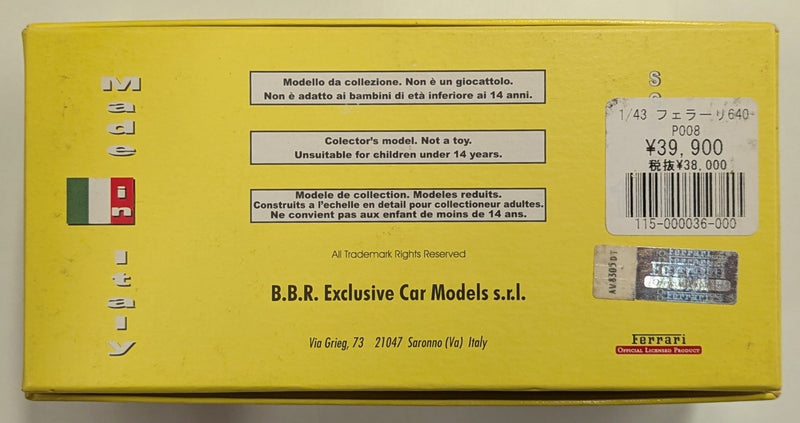 Made in Italy
Modello da collezione. Non è un giocattolo.
Non è adatto ai bambini di età inferiore ai 14 anni.
Colector's model. Not a toy.
Unsuitable for children under 14 years.
Modele de collection. Modeles reduits.
Construits a l'echelle en detail pour collectioneur adultes.
Ne convient pas aux enfant de moins de 14 ans.
All Trademark Rights Reserved
B.B.R. Exclusive Car Models s.r.l.
Via Grieg, 73 21047 Saronno (Va) Italy
S
1/43 フェラーリ640-
P008
¥39,900
税抜¥38,000
115-000036-000
Ferrari
OFFICIAL LICENSED PRODUCT